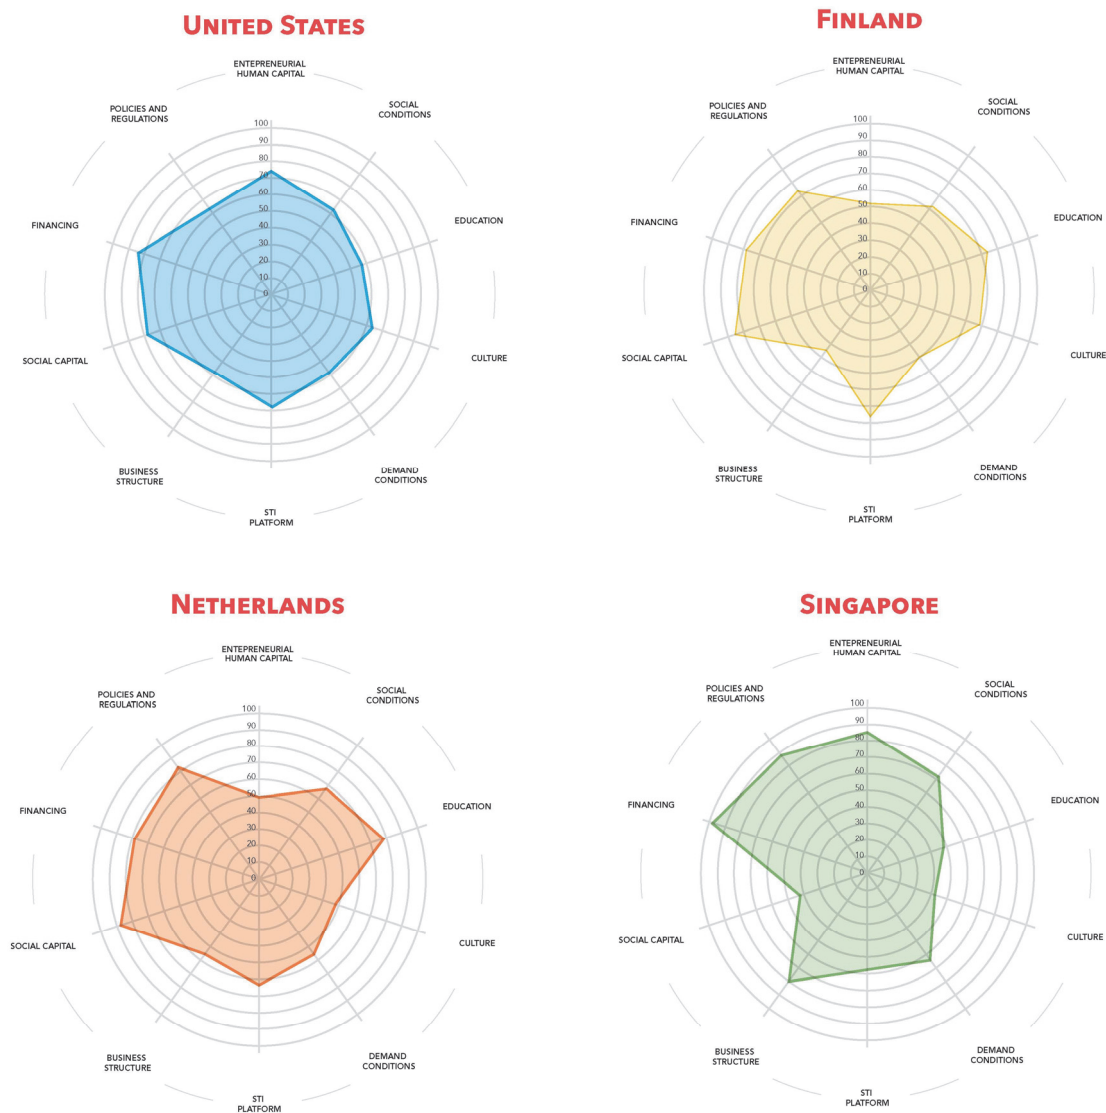 UNITED STATES
ENTEPRENEURIAL
HUMAN CAPITAL
SOCIAL
CONDITIONS
EDUCATION
CULTURE
DEMAND
CONDITIONS
STI
PLATFORM
BUSINESS
STRUCTURE
SOCIAL CAPITAL
FINANCING
POLICIES AND
REGULATIONS
100
90
80
70
60
50
40
30
20
10
0
FINLAND
ENTEPRENEURIAL
HUMAN CAPITAL
SOCIAL
CONDITIONS
EDUCATION
CULTURE
DEMAND
CONDITIONS
STI
PLATFORM
BUSINESS
STRUCTURE
SOCIAL CAPITAL
FINANCING
POLICIES AND
REGULATIONS
100
90
80
70
60
50
40
30
20
10
0
NETHERLANDS
ENTEPRENEURIAL
HUMAN CAPITAL
SOCIAL
CONDITIONS
EDUCATION
CULTURE
DEMAND
CONDITIONS
STI
PLATFORM
BUSINESS
STRUCTURE
SOCIAL CAPITAL
FINANCING
POLICIES AND
REGULATIONS
100
90
80
70
60
50
40
30
20
10
0
SINGAPORE
ENTEPRENEURIAL
HUMAN CAPITAL
SOCIAL
CONDITIONS
EDUCATION
CULTURE
DEMAND
CONDITIONS
STI
PLATFORM
BUSINESS
STRUCTURE
SOCIAL CAPITAL
FINANCING
POLICIES AND
REGULATIONS
100
90
80
70
60
50
40
30
20
10
0